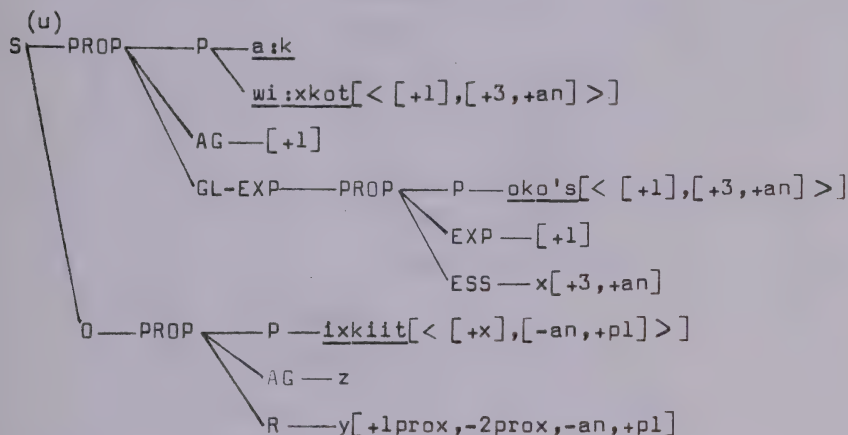 (u)
S PROP P a:k
wi:xkot[< [+1],[+3,+an] >]
AG [+1]
GL-EXP PROP P oko's[< [+1],[+3,+an] >]
EXP [+1]
ESS x[+3,+an]
O PROP P ixkiit[< [+x],[-an,+pl] >]
AG z
R y[+1prox,-2prox,-an,+pl]